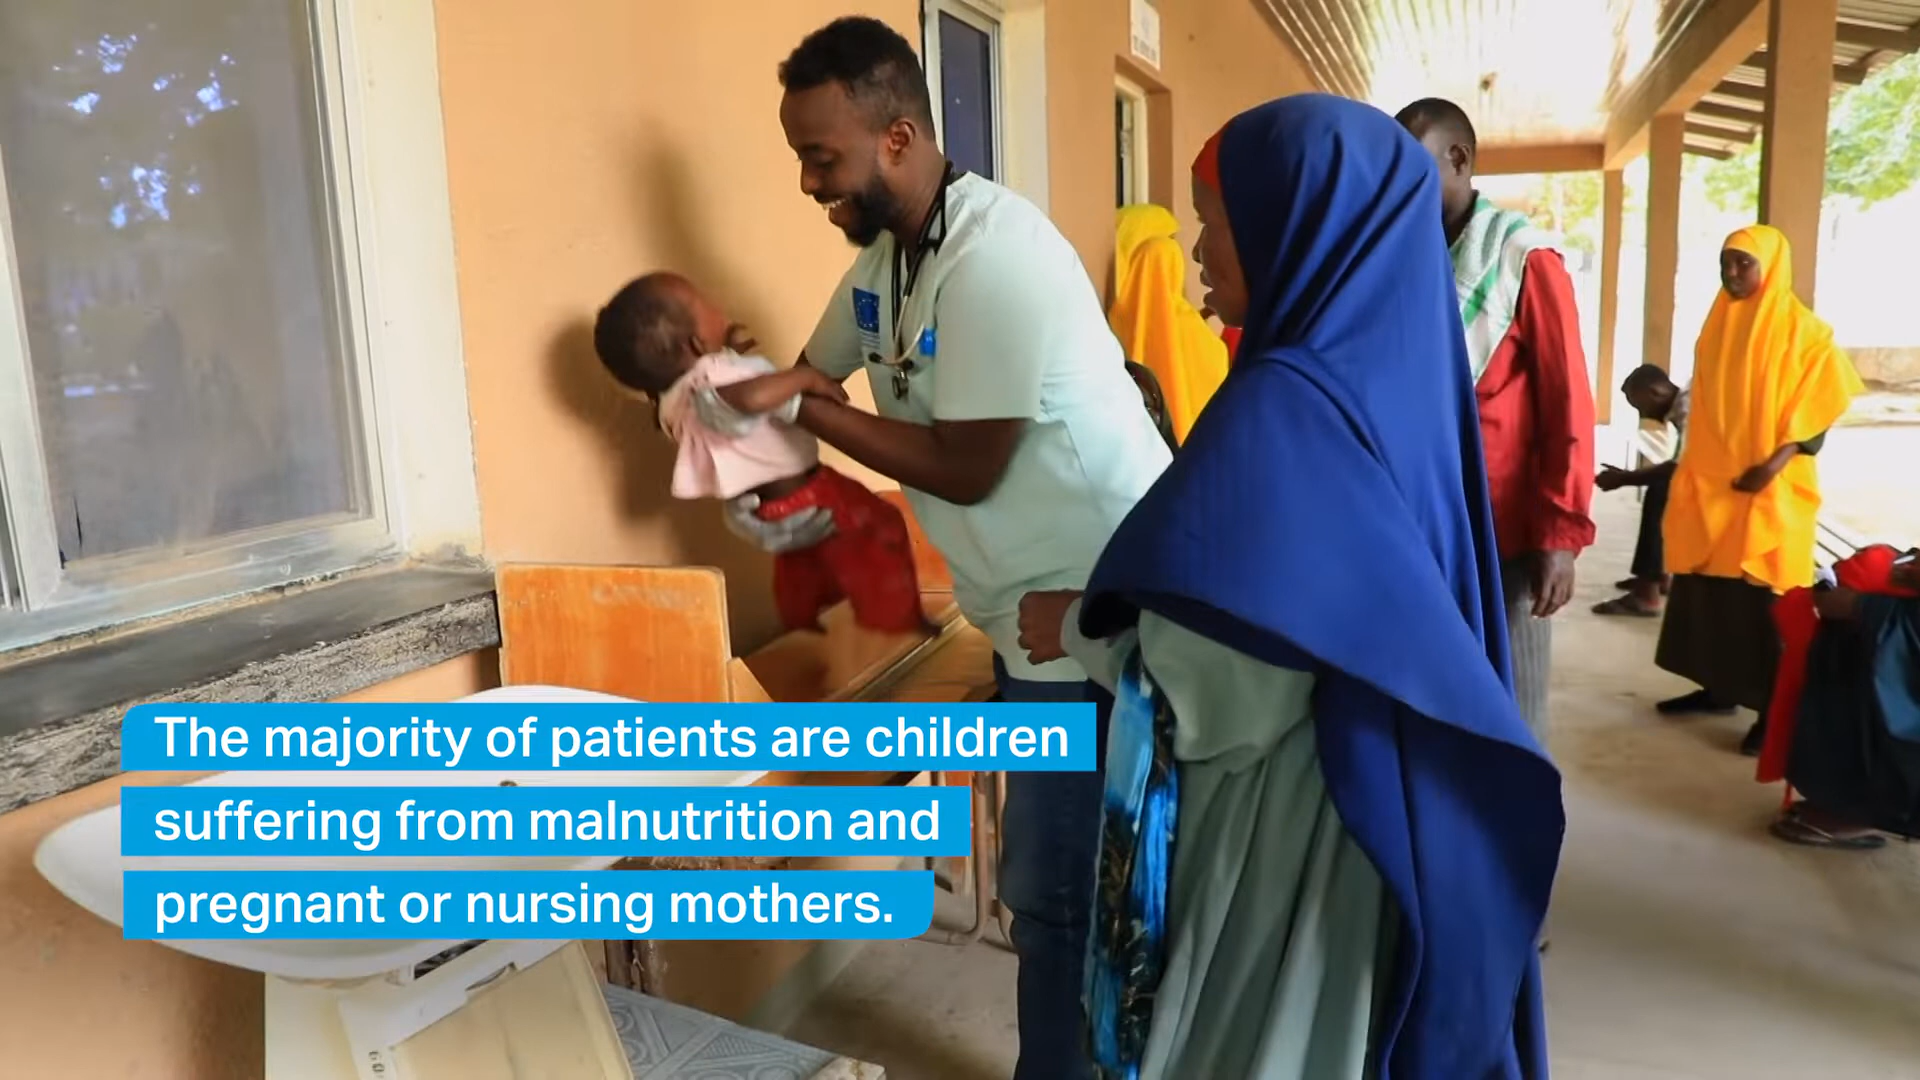 The majority of patients are children
suffering from malnutrition and
pregnant or nursing mothers.